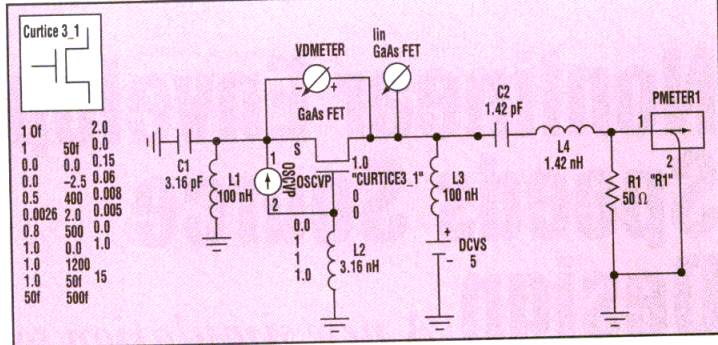 Curtice 3_1
VDMETER
- +
GaAs FET
Iin
GaAs FET
C2
1.42 pF
PMETER1
1
2
L4
1.42 nH
R1 "R1"
50 Ω
C1
3.16 pF
L1
100 nH
1
OSCVP
2
S
OSCVP
1.0
"CURTICE3_1"
0
0
0.0
1
1
1.0
L2
3.16 nH
L3
100 nH
+
-
DCVS
5
1 0f 2.0
1 50f 0.0
0.0 0.0 0.15
0.0 -2.5 0.06
0.5 400 0.008
0.0026 2.0 0.005
0.8 500 0.0
1.0 0.0 1.0
1.0 1200
1.0 50f 15
50f 500f